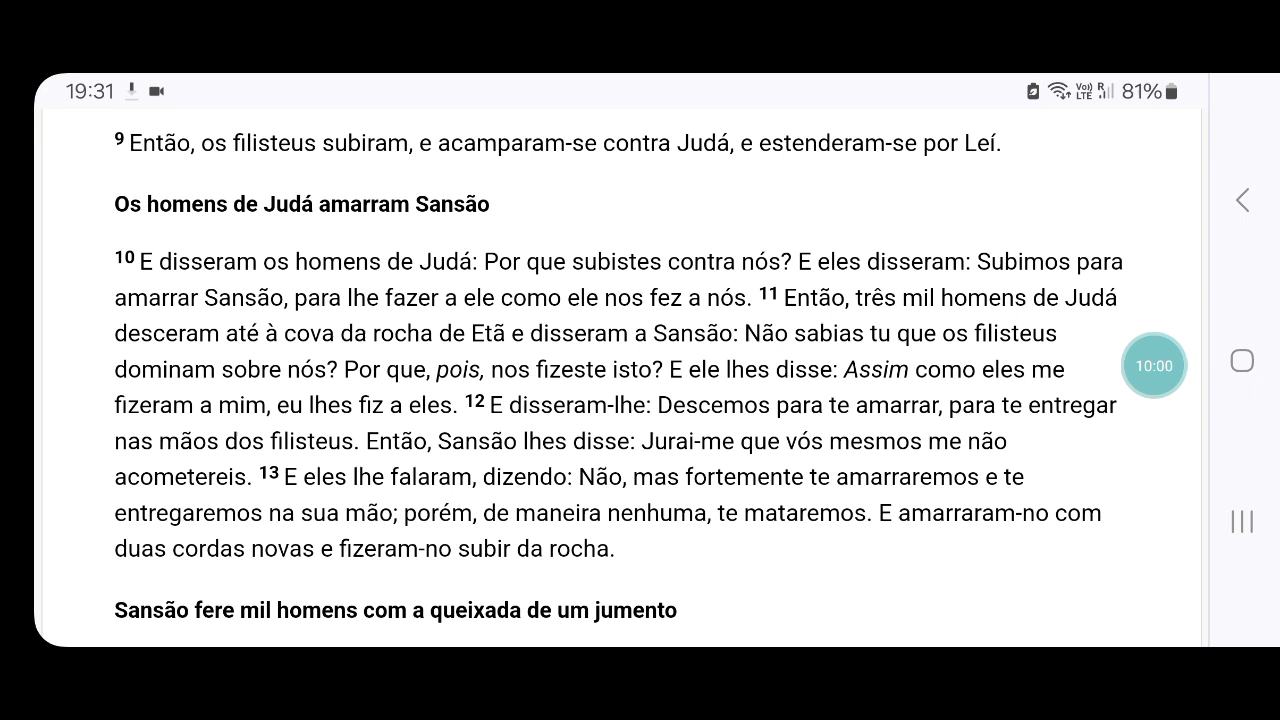 19:31
Vo) R 81%
LTE
9 Então, os filisteus subiram, e acamparam-se contra Judá, e estenderam-se por Leí.
Os homens de Judá amarram Sansão
10 E disseram os homens de Judá: Por que subistes contra nós? E eles disseram: Subimos para
amarrar Sansão, para lhe fazer a ele como ele nos fez a nós. 11 Então, três mil homens de Judá
desceram até à cova da rocha de Etã e disseram a Sansão: Não sabias tu que os filisteus
dominam sobre nós? Por que, pois, nos fizeste isto? E ele lhes disse: Assim como eles me
10:00
fizeram a mim, eu lhes fiz a eles. 12 E disseram-lhe: Descemos para te amarrar, para te entregar
nas mãos dos filisteus. Então, Sansão lhes disse: Jurai-me que vós mesmos me não
acometereis. 13 E eles lhe falaram, dizendo: Não, mas fortemente te amarraremos e te
entregaremos na sua mão; porém, de maneira nenhuma, te mataremos. E amarraram-no com
duas cordas novas e fizeram-no subir da rocha.
Sansão fere mil homens com a queixada de um jumento